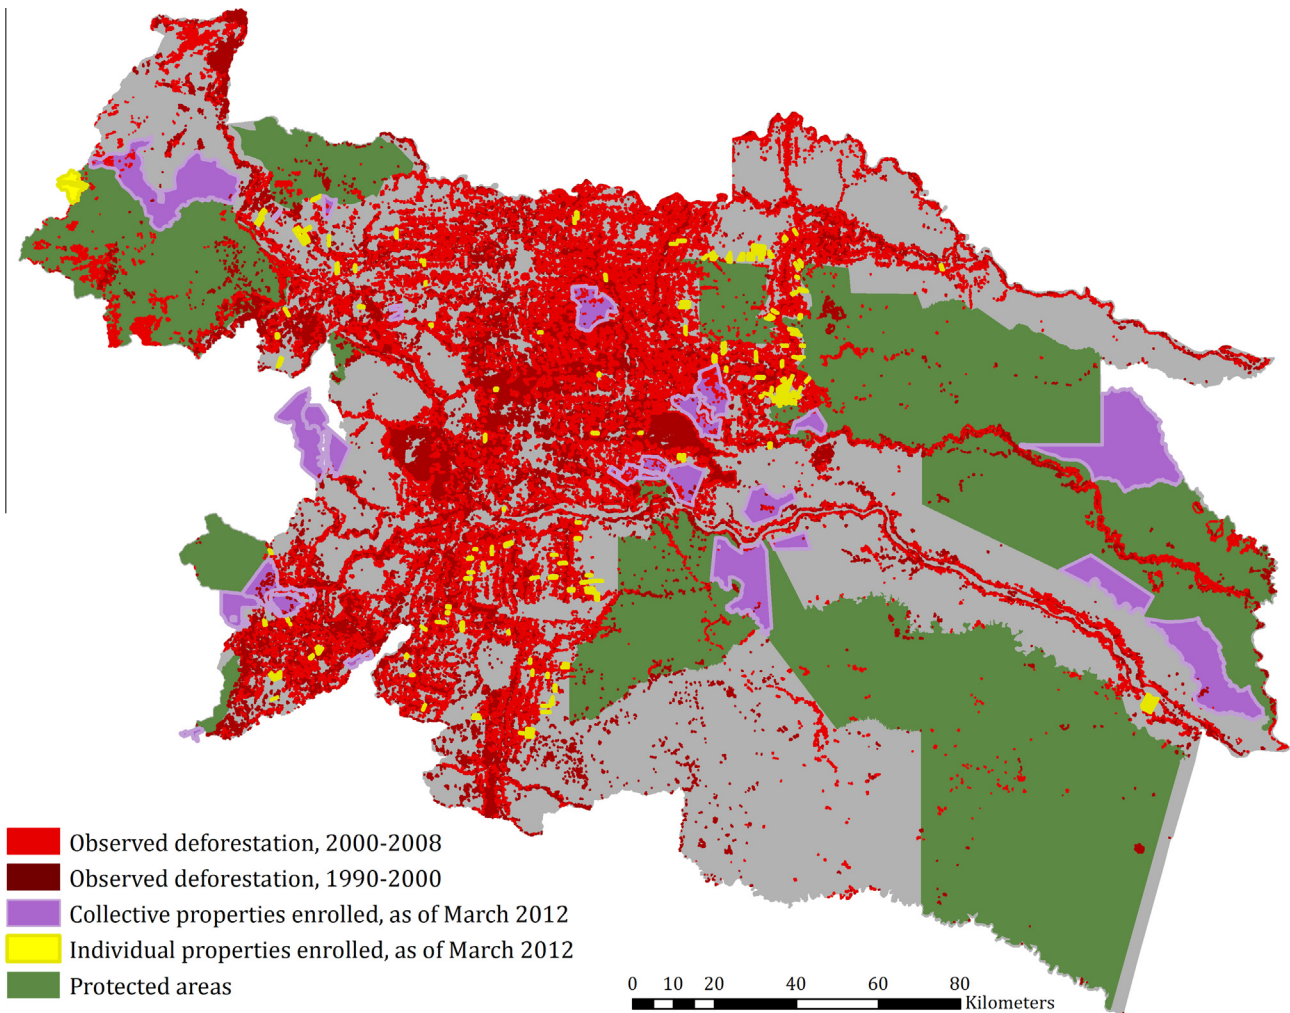 Observed deforestation, 2000-2008
Observed deforestation, 1990-2000
Collective properties enrolled, as of March 2012
Individual properties enrolled, as of March 2012
Protected areas
0 10 20 40 60 80
Kilometers